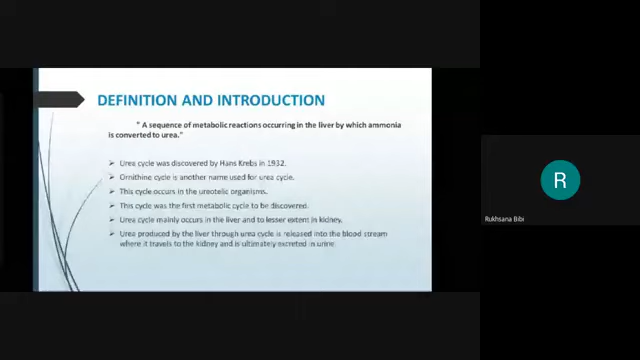 DEFINITION AND INTRODUCTION
" A sequence of metabolic reactions occurring in the liver by which ammonia
is converted to urea."
Urea cycle was discovered by Hans Krebs in 1932.
Ornithine cycle is another name used for urea cycle.
This cycle occurs in the ureotelic organisms.
This cycle was the first metabolic cycle to be discovered.
Urea cycle mainly occurs in the liver and to lesser extent in kidney.
Urea produced by the liver through urea cycle is released into the blood stream
where it travels to the kidney and is ultimately excreted in urine.
R
Rukhsana Bibi